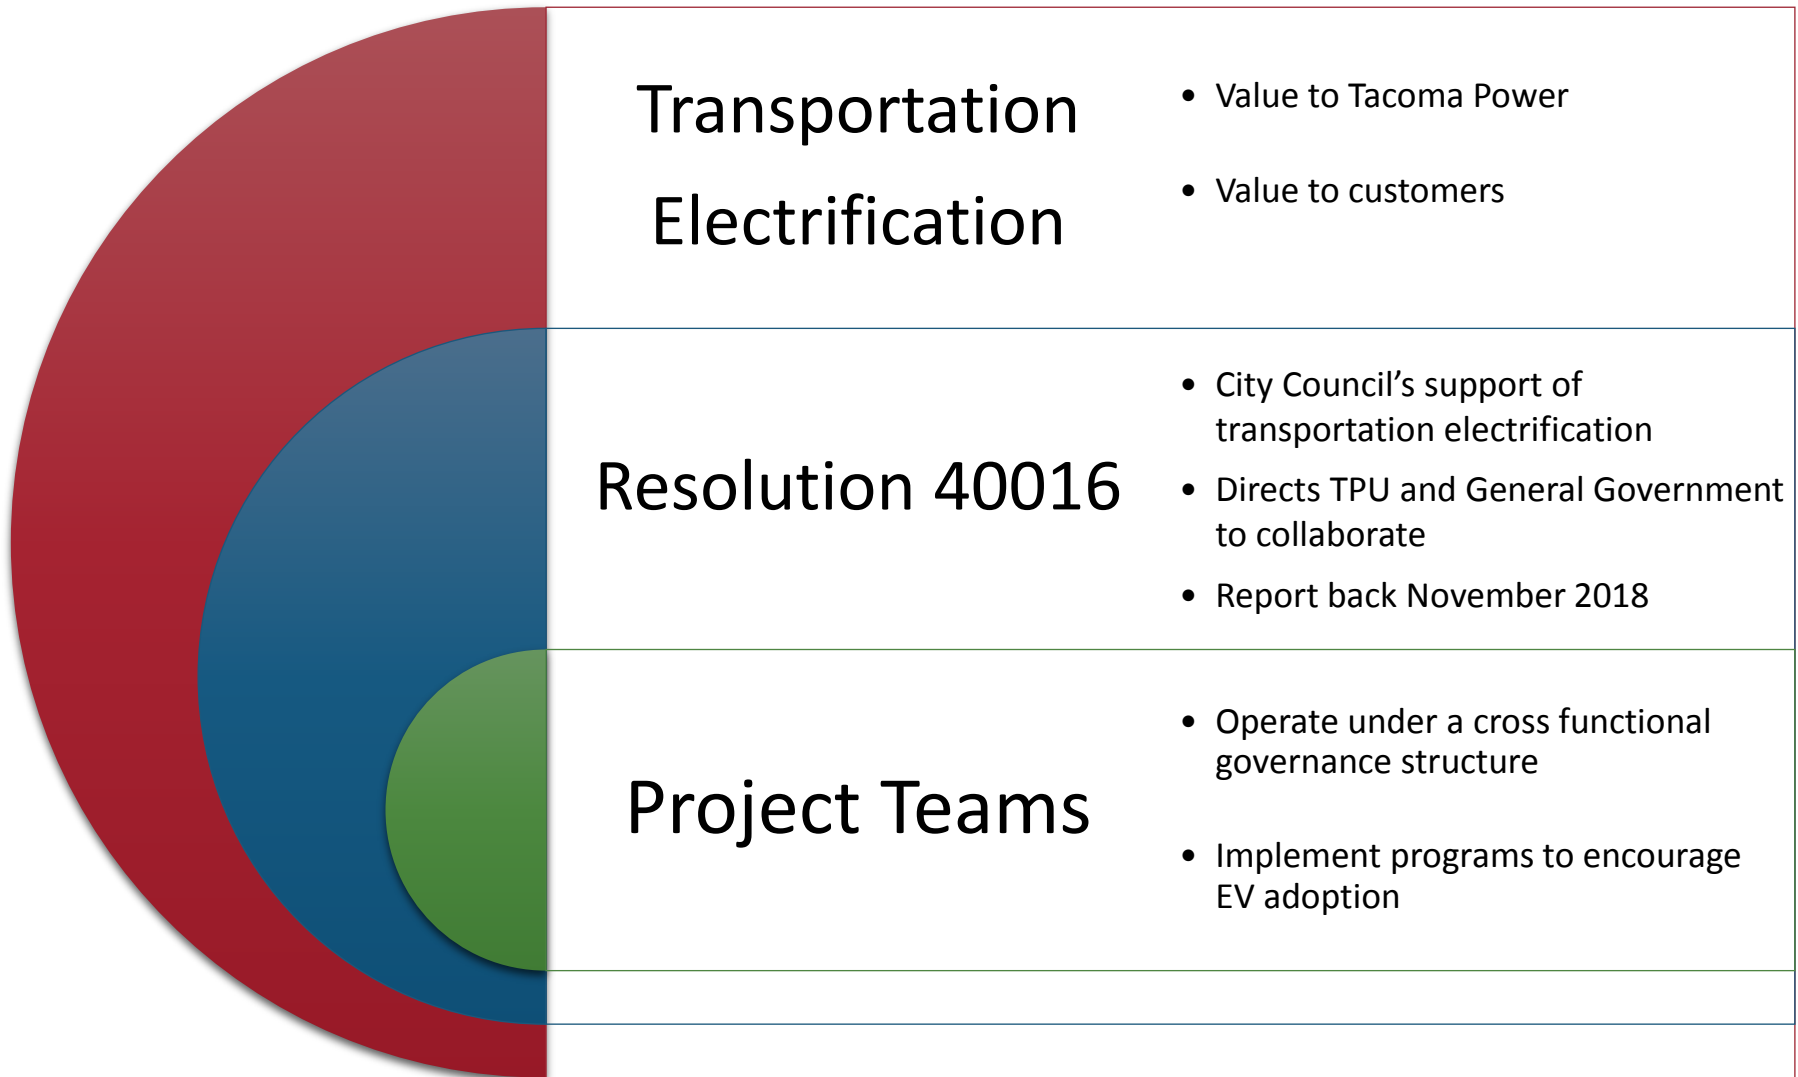 Transportation
Electrification
• Value to Tacoma Power
• Value to customers
Resolution 40016
• City Council’s support of
transportation electrification
• Directs TPU and General Government
to collaborate
• Report back November 2018
Project Teams
• Operate under a cross functional
governance structure
• Implement programs to encourage
EV adoption